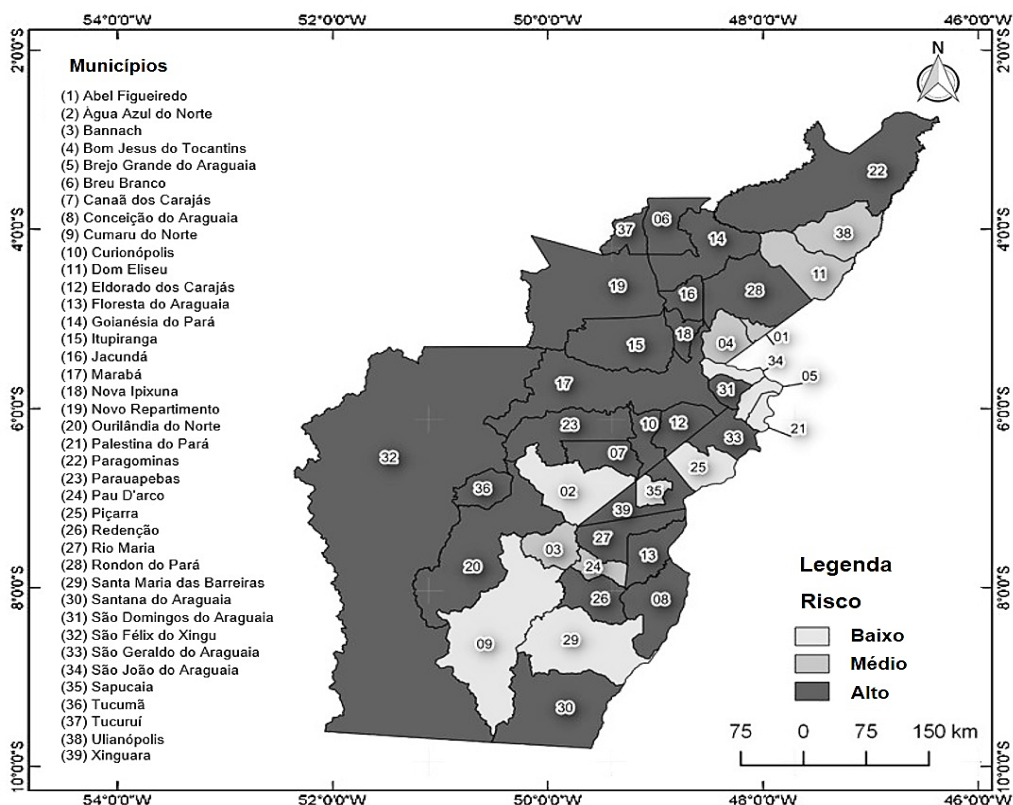 54°0'0"S
52°0'0"S
50°0'0"S
48°0'0"S
46°0'0"S
2°0'0"S
2°0'0"S
4°0'0"S
4°0'0"S
6°0'0"S
6°0'0"S
8°0'0"S
8°0'0"S
10°0'0"S
10°0'0"S
N
Municípios
(1) Abel Figueiredo
(2) Àgua Azul do Norte
(3) Bannach
(4) Bom Jesus do Tocantins
(5) Brejo Grande do Araguaia
(6) Breu Branco
(7) Canaã dos Carajás
(8) Conceição do Araguaia
(9) Cumaru do Norte
(10) Curionópolis
(11) Dom Eliseu
(12) Eldorado dos Carajás
(13) Floresta do Araguaia
(14) Goianésia do Pará
(15) Itupiranga
(16) Jacundá
(17) Marabá
(18) Nova Ipixuna
(19) Novo Repartimento
(20) Ourilândia do Norte
(21) Palestina do Pará
(22) Paragominas
(23) Parauapebas
(24) Pau D'arco
(25) Piçarra
(26) Redenção
(27) Rio Maria
(28) Rondon do Pará
(29) Santa Maria das Barreiras
(30) Santana do Araguaia
(31) São Domingos do Araguaia
(32) São Félix do Xingu
(33) São Geraldo do Araguaia
(34) São João do Araguaia
(35) Sapucaia
(36) Tucumã
(37) Tucuruí
(38) Ulianópolis
(39) Xinguara
22
06
37
38
14
11
19
28
16
18
01
04
15
34
05
17
31
21
23
10
12
33
07
32
25
02
35
36
39
27
03
13
24
20
26
08
09
29
30
Legenda
Risco
Baixo
Médio
Alto
75 0 75 150 km
54°0'0"W
52°0'0"W
50°0'0"W
48°0'0"W
46°0'0"W